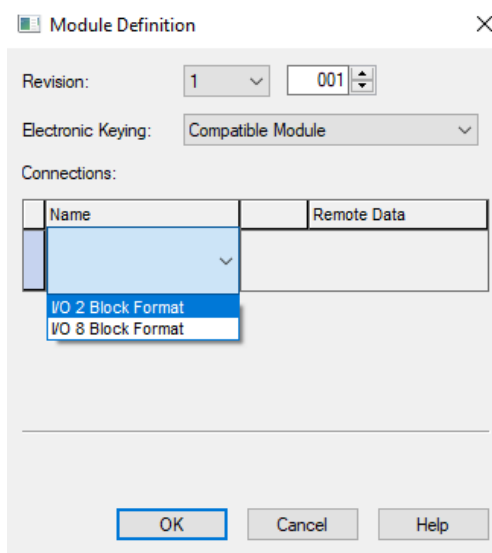 Module Definition
Revision: 1 001
Electronic Keying: Compatible Module
Connections:
Name Remote Data
I/O 2 Block Format
I/O 8 Block Format
OK Cancel Help